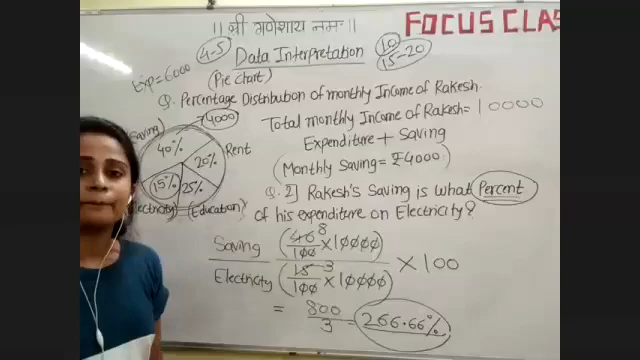 || श्री गणेशाय नमः ||
FOCUS CLAS
4-5
Data Interpretation
10
15-20
Exp=6000
(Pie chart)
Q. Percentage Distribution of monthly Income of Rakesh.
Saving
₹4000
40%
20%
Rent
15%
25%
Electricity
(Education)
Total monthly Income of Rakesh=10000
Expenditure + Saving
(Monthly Saving = ₹4000)
Q. 2] Rakesh's Saving is what Percent
of his expenditure on Electricity?
Saving (40/100 8 ×10000)
Electricity (15/100 3 ×10000) ×100
= 800/3 = 266.66%